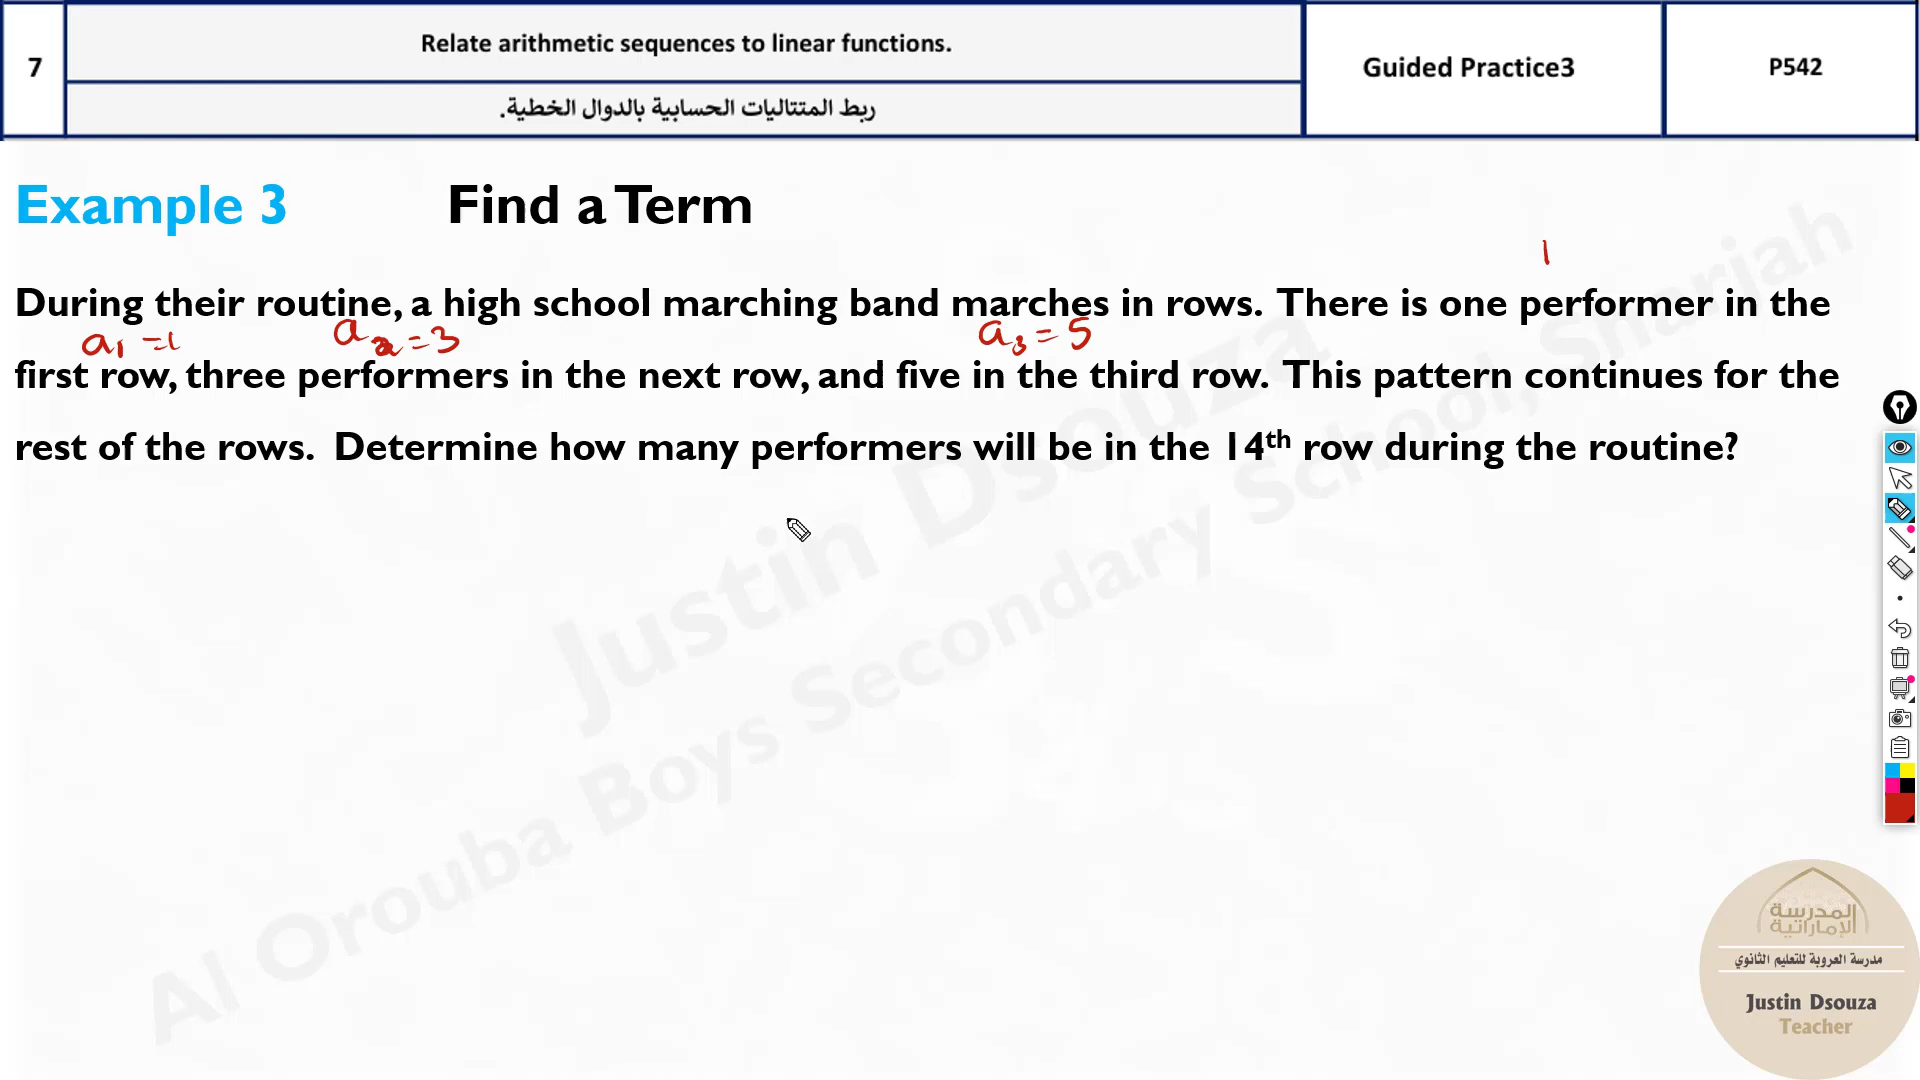 7
Relate arithmetic sequences to linear functions.
ربط المتتاليات الحسابية بالدوال الخطية.
Guided Practice3
P542
Example 3 Find a Term
1
During their routine, a high school marching band marches in rows. There is one performer in the
a₁ =1 a₂=3 a₃=5
first row, three performers in the next row, and five in the third row. This pattern continues for the
rest of the rows. Determine how many performers will be in the 14th row during the routine?
Justin Dsouza
Al Orouba Boys Secondary School, Sharjah
المدرسة
الإماراتية
مدرسة العروبة للتعليم الثانوي
Justin Dsouza
Teacher